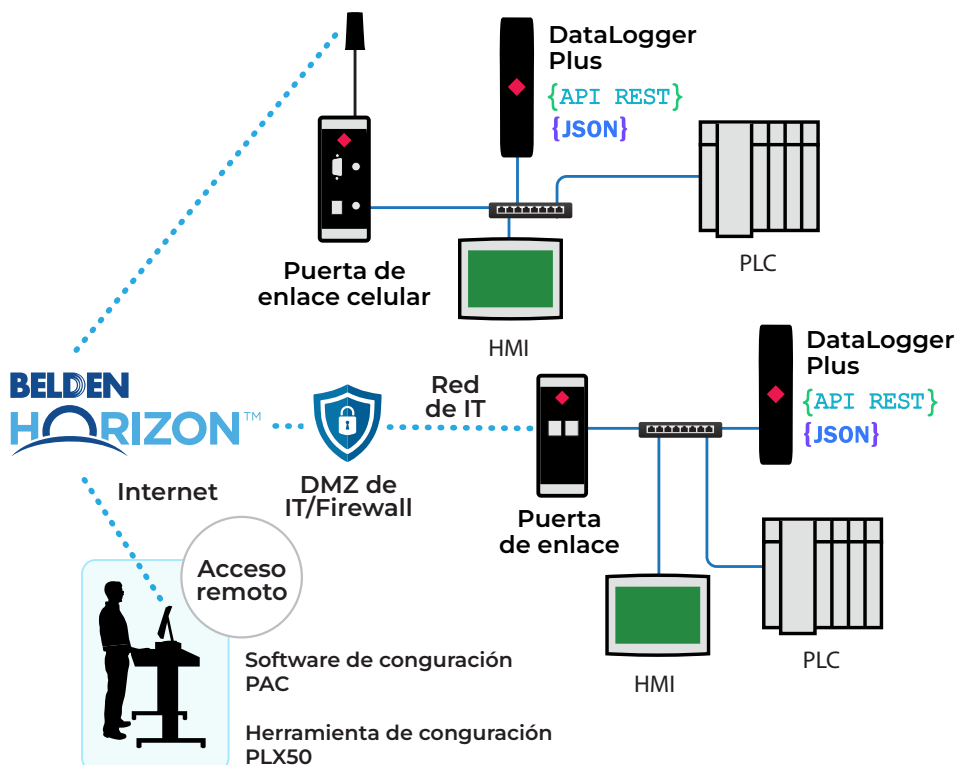 DataLogger
Plus
{API REST}
{JSON}
PLC
Puerta de
enlace celular
HMI
DataLogger
Plus
{API REST}
{JSON}
BELDEN
HORIZON™
Red
de IT
Internet
DMZ de
IT/Firewall
Puerta
de enlace
Acceso
remoto
PLC
HMI
Software de conguración
PAC
Herramienta de conguración
PLX50